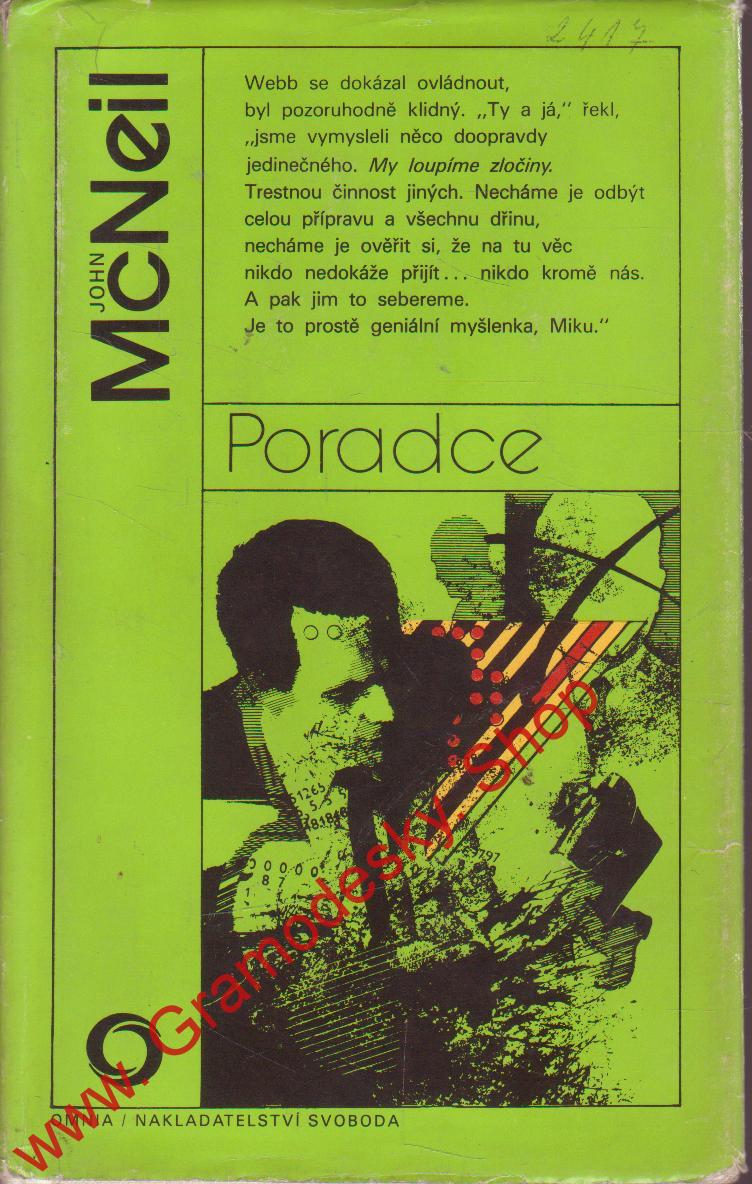 2417
JOHN
McNeil
Webb se dokázal ovládnout,
byl pozoruhodně klidný. „Ty a já,“ řekl,
„jsme vymysleli něco doopravdy
jedinečného. My loupíme zločiny.
Trestnou činnost jiných. Necháme je odbýt
celou přípravu a všechnu dřinu,
necháme je ověřit si, že na tu věc
nikdo nedokáže přijít... nikdo kromě nás.
A pak jim to sebereme.
Je to prostě geniální myšlenka, Miku.“
Poradce
OMNIA / NAKLADATELSTVÍ SVOBODA
www.Gramodesky.Shop